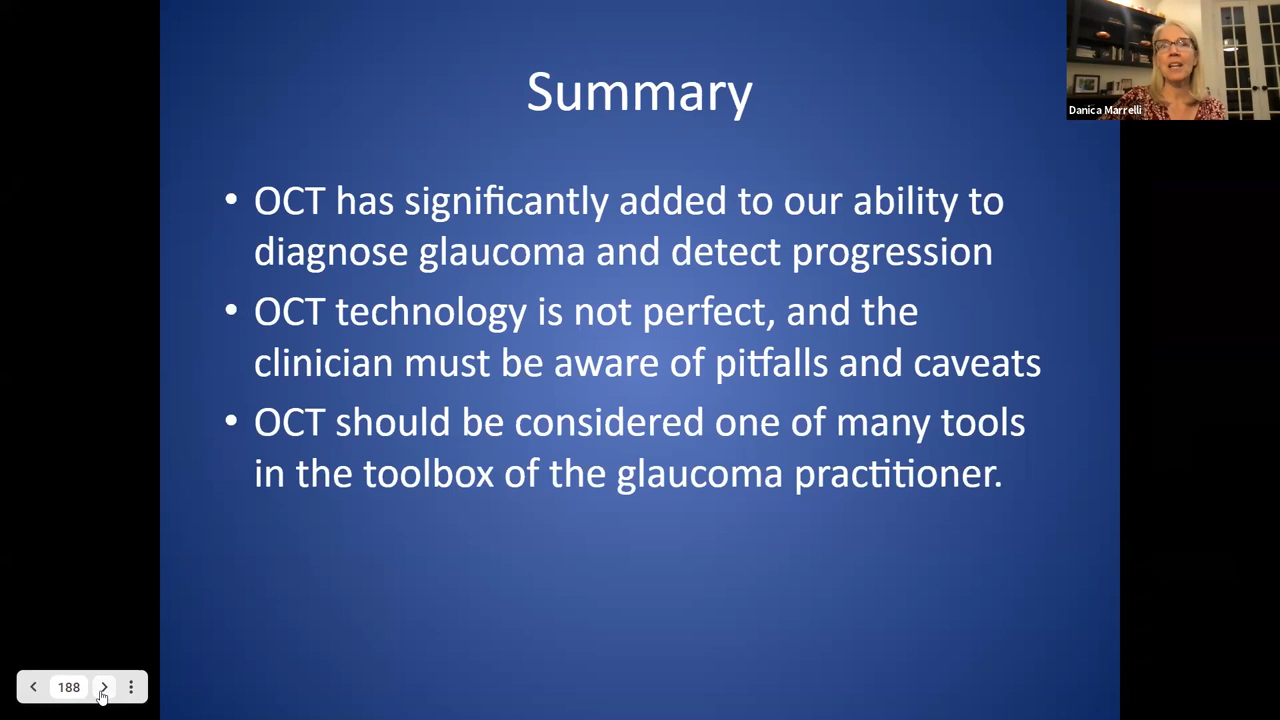 Summary
• OCT has significantly added to our ability to
diagnose glaucoma and detect progression
• OCT technology is not perfect, and the
clinician must be aware of pitfalls and caveats
• OCT should be considered one of many tools
in the toolbox of the glaucoma practitioner.
Danica Marrelli
188